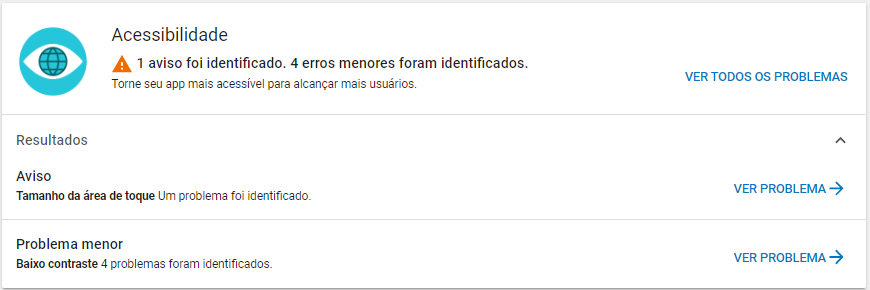 Acessibilidade
1 aviso foi identificado. 4 erros menores foram identificados.
Torne seu app mais acessível para alcançar mais usuários.
VER TODOS OS PROBLEMAS
Resultados
Aviso
Tamanho da área de toque Um problema foi identificado.
VER PROBLEMA
Problema menor
Baixo contraste 4 problemas foram identificados.
VER PROBLEMA